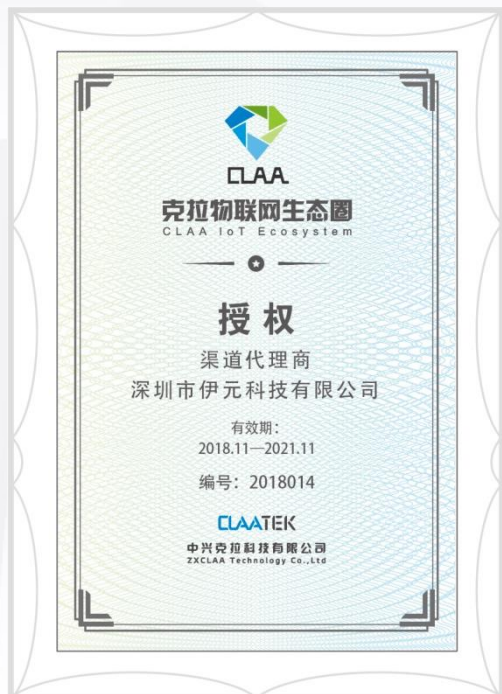 CLAA
克拉物联网生态圈
CLAA IoT Ecosystem
授权
渠道代理商
深圳市伊元科技有限公司
有效期:
2018.11—2021.11
编号: 2018014
CLAATEK
中兴克拉科技有限公司
ZXCLAA Technology Co.,Ltd